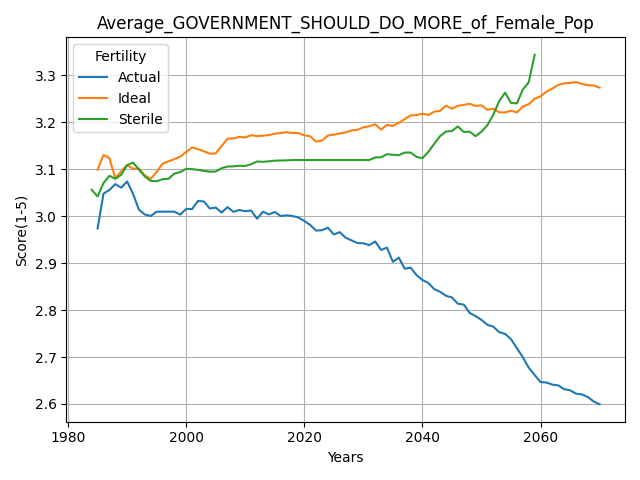 Average_GOVERNMENT_SHOULD_DO_MORE_of_Female_Pop
Fertility
Actual
Ideal
Sterile
Score(1-5)
3.3
3.2
3.1
3.0
2.9
2.8
2.7
2.6
1980
2000
2020
2040
2060
Years